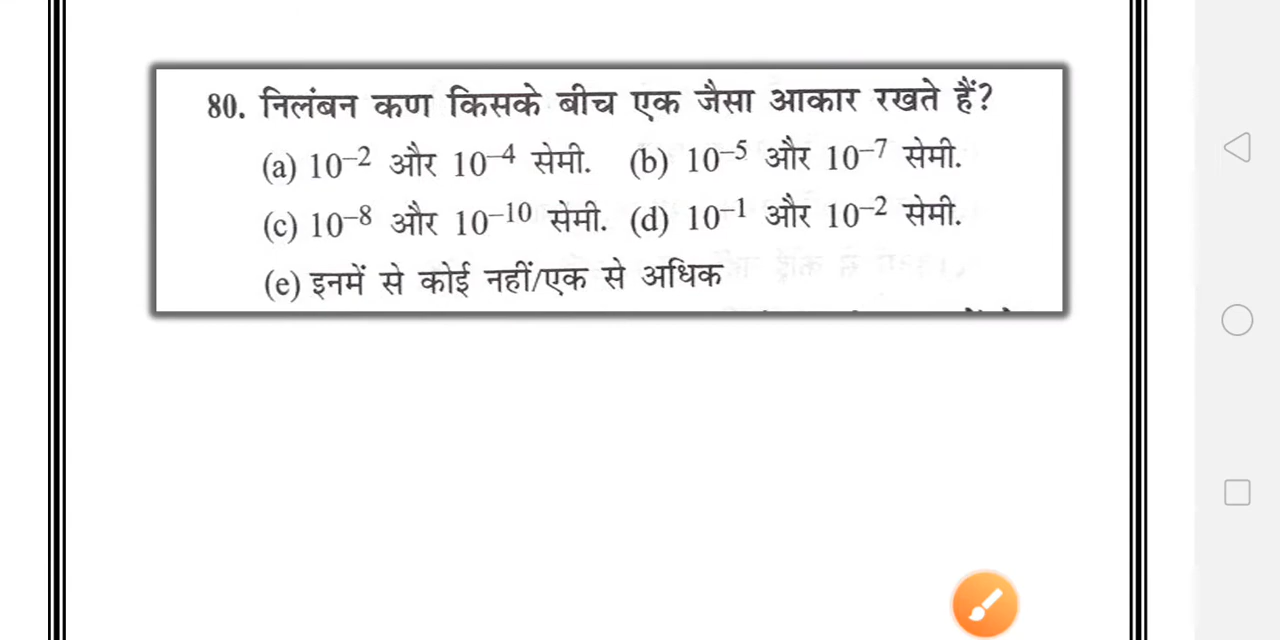 80. निलंबन कण किसके बीच एक जैसा आकार रखते हैं?
(a) 10⁻² और 10⁻⁴ सेमी. (b) 10⁻⁵ और 10⁻⁷ सेमी.
(c) 10⁻⁸ और 10⁻¹⁰ सेमी. (d) 10⁻¹ और 10⁻² सेमी.
(e) इनमें से कोई नहीं/एक से अधिक